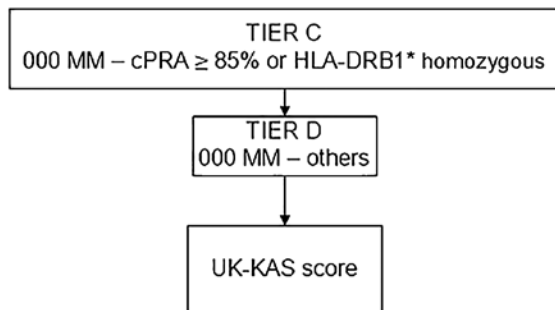 TIER C
000 MM – cPRA ≥ 85% or HLA-DRB1* homozygous
TIER D
000 MM – others
UK-KAS score